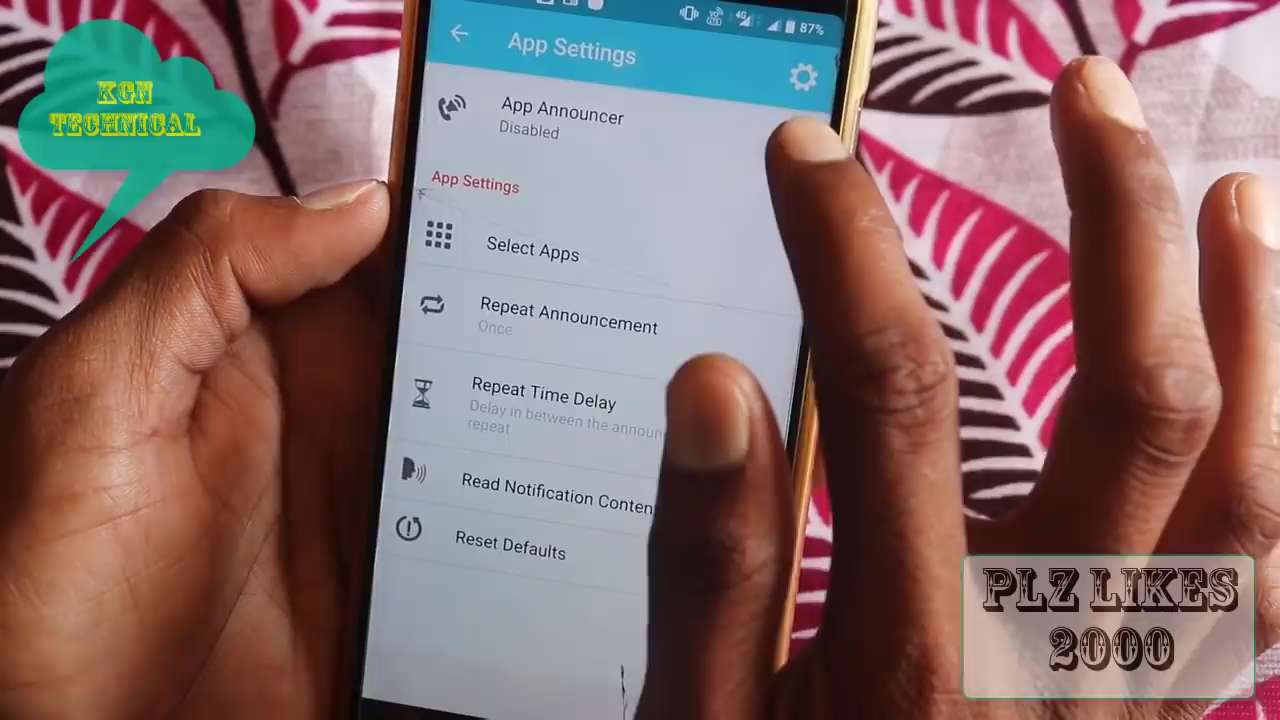 KGN
TECHNICAL
4G
87%
App Settings
App Announcer
Disabled
App Settings
Select Apps
Repeat Announcement
Once
Repeat Time Delay
Delay in between the announ
repeat
Read Notification Conten
Reset Defaults
PLZ LIKES
2000